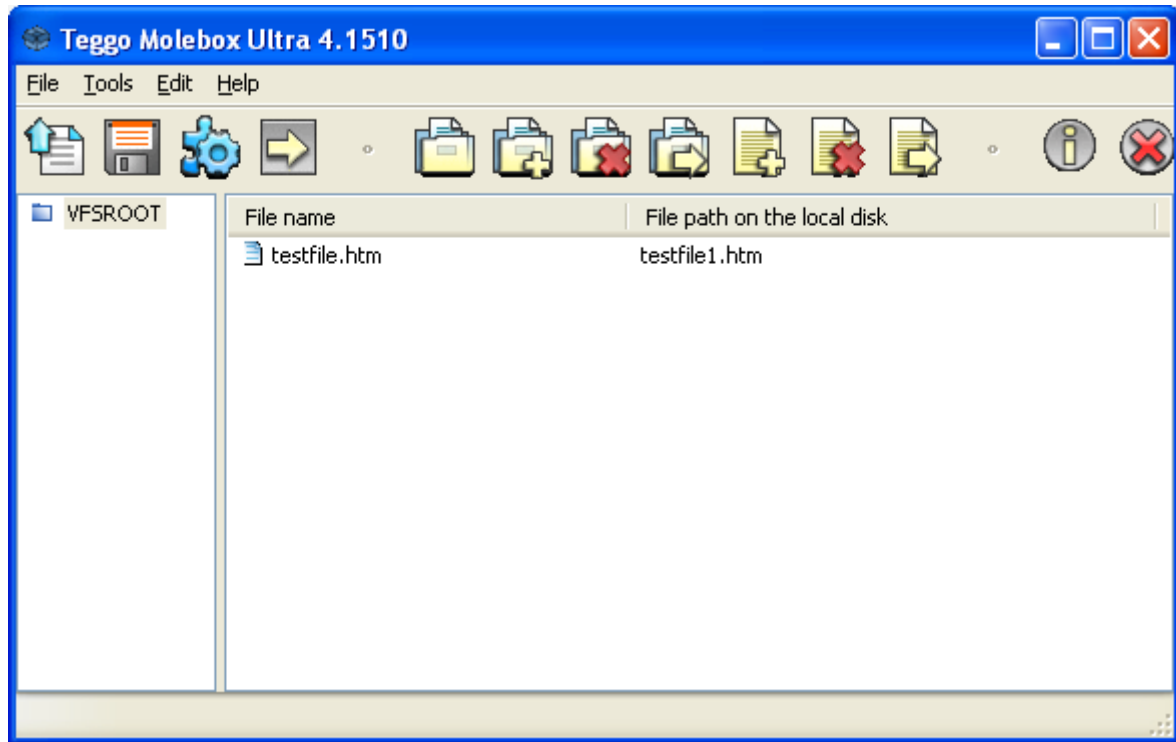 Teggo Molebox Ultra 4.1510
File Tools Edit Help
VFSROOT
File name File path on the local disk
testfile.htm testfile1.htm